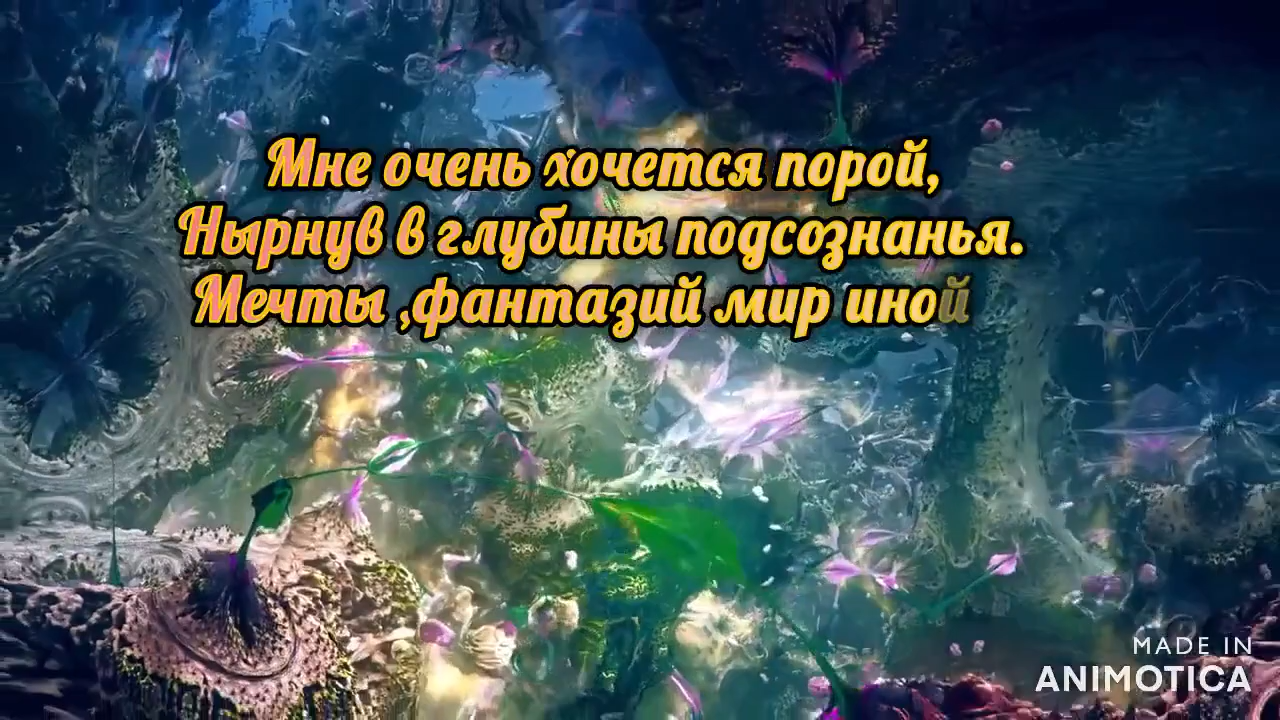 Мне очень хочется порой,
Нырнув в глубины подсознанья.
Мечты ,фантазий мир иной
MADE IN
ANIMOTICA